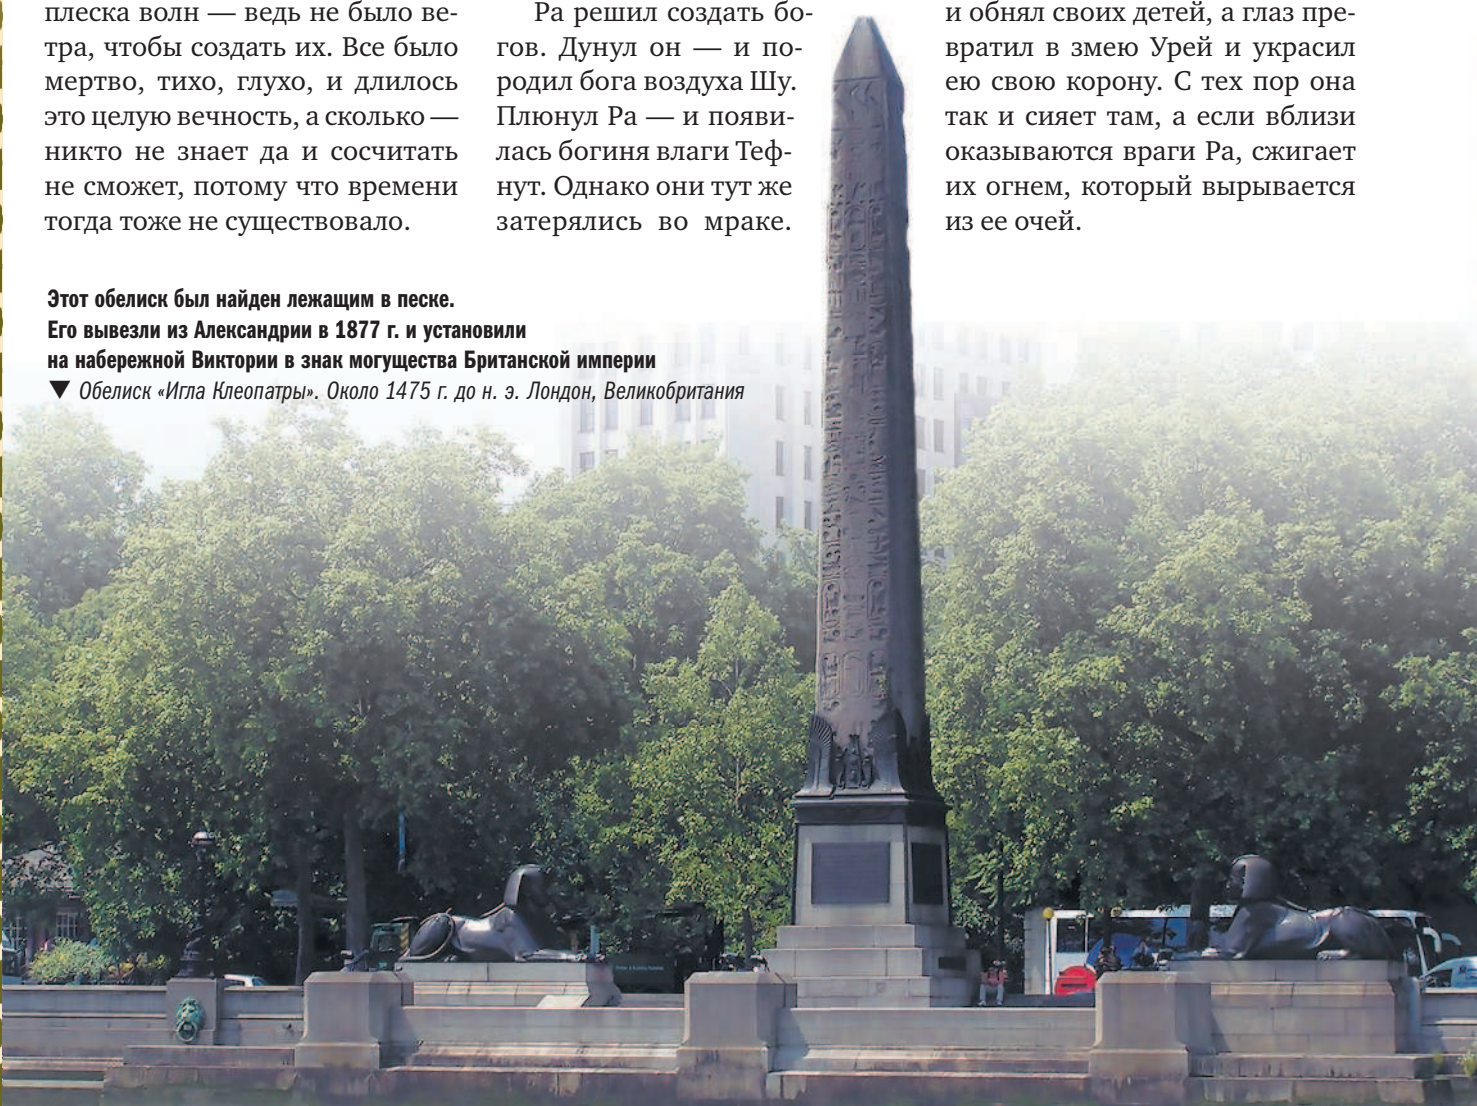 плеска волн — ведь не было ве-
тра, чтобы создать их. Все было
мертво, тихо, глухо, и длилось
это целую вечность, а сколько —
никто не знает да и сосчитать
не сможет, потому что времени
тогда тоже не существовало.
Ра решил создать бо-
гов. Дунул он — и по-
родил бога воздуха Шу.
Плюнул Ра — и появи-
лась богиня влаги Теф-
нут. Однако они тут же
затерялись во мраке.
и обнял своих детей, а глаз пре-
вратил в змею Урей и украсил
ею свою корону. С тех пор она
так и сияет там, а если вблизи
оказываются враги Ра, сжигает
их огнем, который вырывается
из ее очей.
Этот обелиск был найден лежащим в песке.
Его вывезли из Александрии в 1877 г. и установили
на набережной Виктории в знак могущества Британской империи
▼ Обелиск «Игла Клеопатры». Около 1475 г. до н. э. Лондон, Великобритания